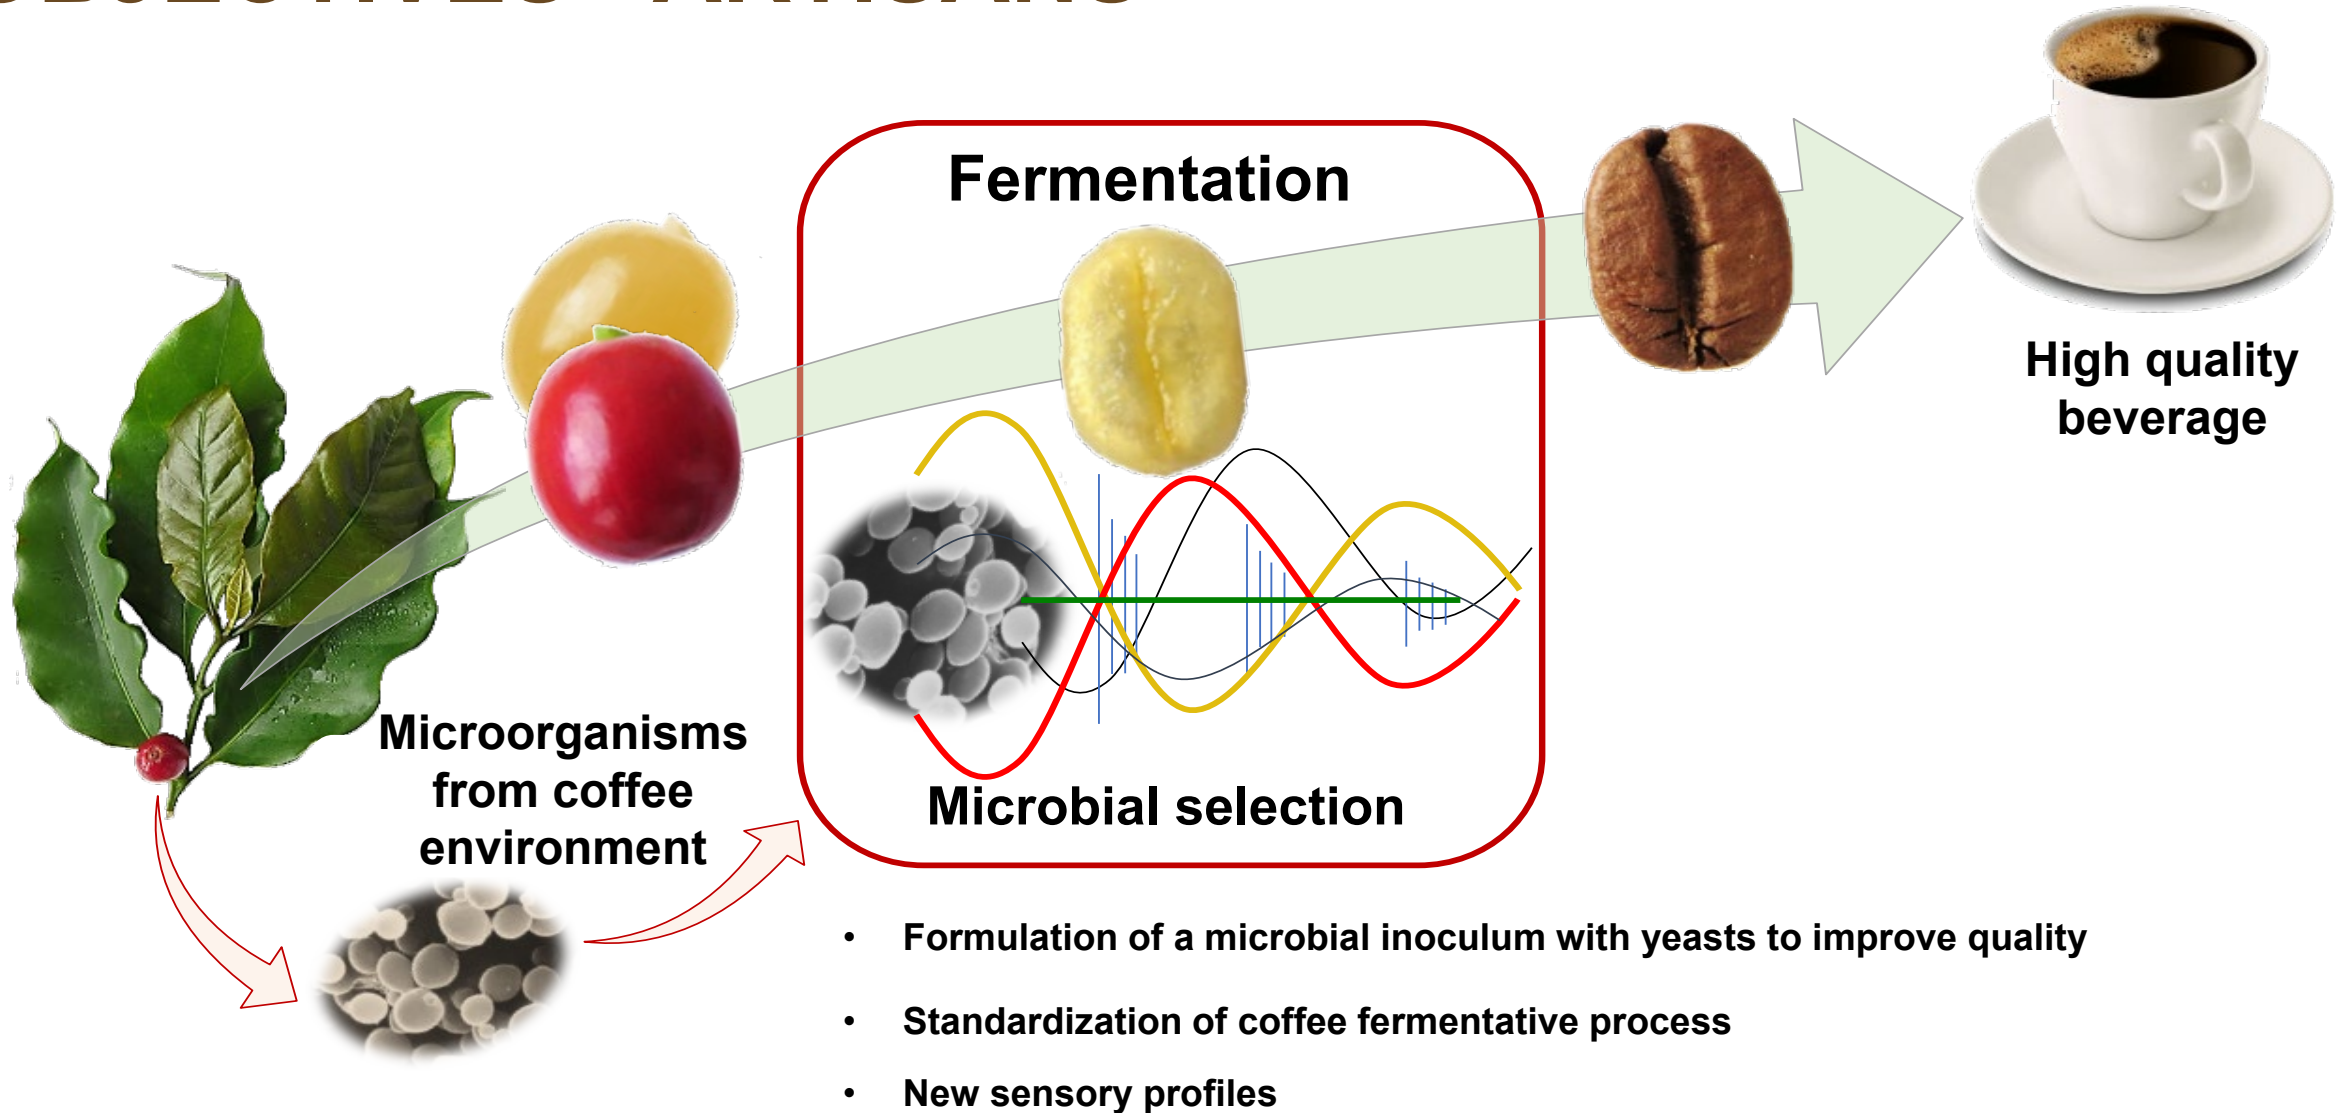 Fermentation
High quality
beverage
Microorganisms
from coffee
environment
Microbial selection
• Formulation of a microbial inoculum with yeasts to improve quality
• Standardization of coffee fermentative process
• New sensory profiles